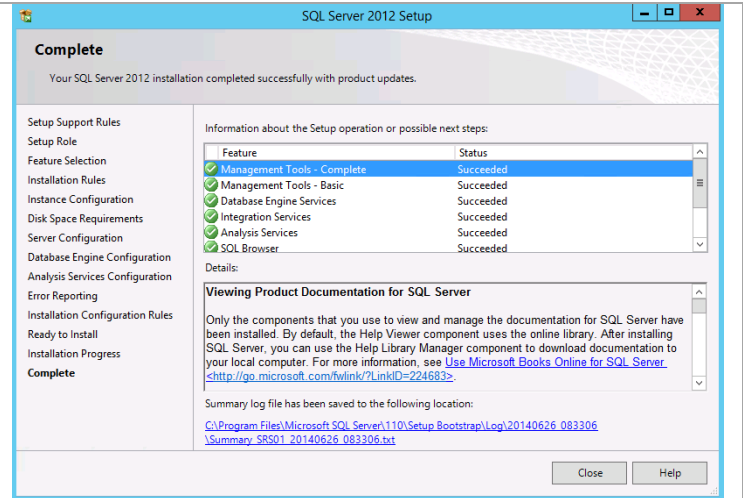 SQL Server 2012 Setup
Complete
Your SQL Server 2012 installation completed successfully with product updates.
Setup Support Rules
Setup Role
Feature Selection
Installation Rules
Instance Configuration
Disk Space Requirements
Server Configuration
Database Engine Configuration
Analysis Services Configuration
Error Reporting
Installation Configuration Rules
Ready to Install
Installation Progress
Complete
Information about the Setup operation or possible next steps:
Feature Status
Management Tools - Complete Succeeded
Management Tools - Basic Succeeded
Database Engine Services Succeeded
Integration Services Succeeded
Analysis Services Succeeded
SQL Browser Succeeded
Details:
Viewing Product Documentation for SQL Server
Only the components that you use to view and manage the documentation for SQL Server have
been installed. By default, the Help Viewer component uses the online library. After installing
SQL Server, you can use the Help Library Manager component to download documentation to
your local computer. For more information, see Use Microsoft Books Online for SQL Server
<http://go.microsoft.com/fwlink/?LinkID=224683>.
Summary log file has been saved to the following location:
C:\Program Files\Microsoft SQL Server\110\Setup Bootstrap\Log\20140626_083306
\Summary_SRS01_20140626_083306.txt
Close Help